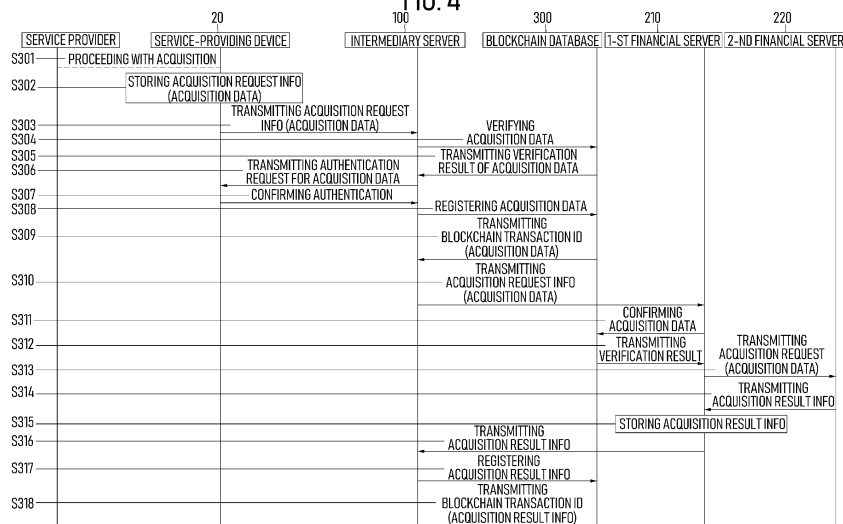 FIG. 4
20
100
300
210
220
SERVICE PROVIDER
SERVICE-PROVIDING DEVICE
INTERMEDIARY SERVER
BLOCKCHAIN DATABASE
1-ST FINANCIAL SERVER
2-ND FINANCIAL SERVER
S301
PROCEEDING WITH ACQUISITION
S302
STORING ACQUISITION REQUEST INFO
(ACQUISITION DATA)
S303
TRANSMITTING ACQUISITION REQUEST
INFO (ACQUISITION DATA)
S304
VERIFYING
ACQUISITION DATA
S305
TRANSMITTING VERIFICATION
RESULT OF ACQUISITION DATA
S306
TRANSMITTING AUTHENTICATION
REQUEST FOR ACQUISITION DATA
S307
CONFIRMING AUTHENTICATION
S308
REGISTERING ACQUISITION DATA
S309
TRANSMITTING
BLOCKCHAIN TRANSACTION ID
(ACQUISITION DATA)
S310
TRANSMITTING
ACQUISITION REQUEST INFO
(ACQUISITION DATA)
S311
CONFIRMING
ACQUISITION DATA
S312
TRANSMITTING
VERIFICATION RESULT
S313
TRANSMITTING
ACQUISITION REQUEST
(ACQUISITION DATA)
S314
TRANSMITTING
ACQUISITION RESULT INFO
S315
STORING ACQUISITION RESULT INFO
S316
TRANSMITTING
ACQUISITION RESULT INFO
S317
REGISTERING
ACQUISITION RESULT INFO
S318
TRANSMITTING
BLOCKCHAIN TRANSACTION ID
(ACQUISITION RESULT INFO)